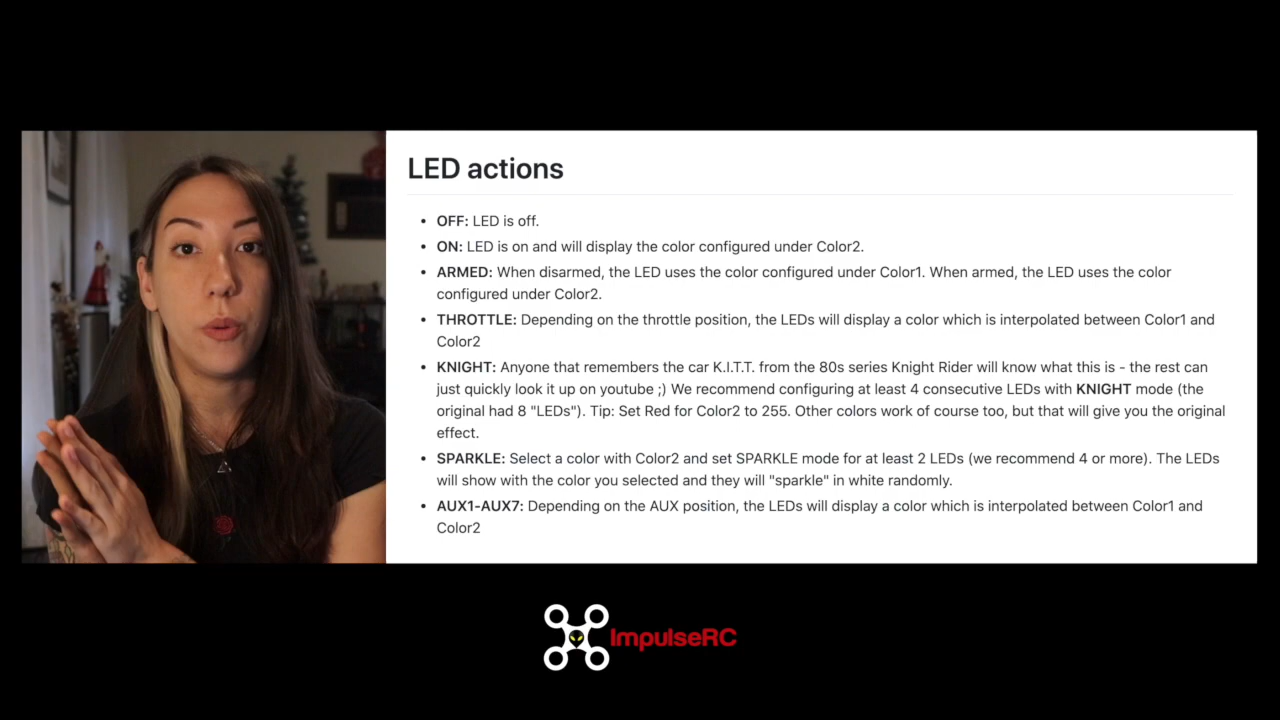 LED actions
• OFF: LED is off.
• ON: LED is on and will display the color configured under Color2.
• ARMED: When disarmed, the LED uses the color configured under Color1. When armed, the LED uses the color
configured under Color2.
• THROTTLE: Depending on the throttle position, the LEDs will display a color which is interpolated between Color1 and
Color2
• KNIGHT: Anyone that remembers the car K.I.T.T. from the 80s series Knight Rider will know what this is - the rest can
just quickly look it up on youtube ;) We recommend configuring at least 4 consecutive LEDs with KNIGHT mode (the
original had 8 "LEDs"). Tip: Set Red for Color2 to 255. Other colors work of course too, but that will give you the original
effect.
• SPARKLE: Select a color with Color2 and set SPARKLE mode for at least 2 LEDs (we recommend 4 or more). The LEDs
will show with the color you selected and they will "sparkle" in white randomly.
• AUX1-AUX7: Depending on the AUX position, the LEDs will display a color which is interpolated between Color1 and
Color2
ImpulseRC